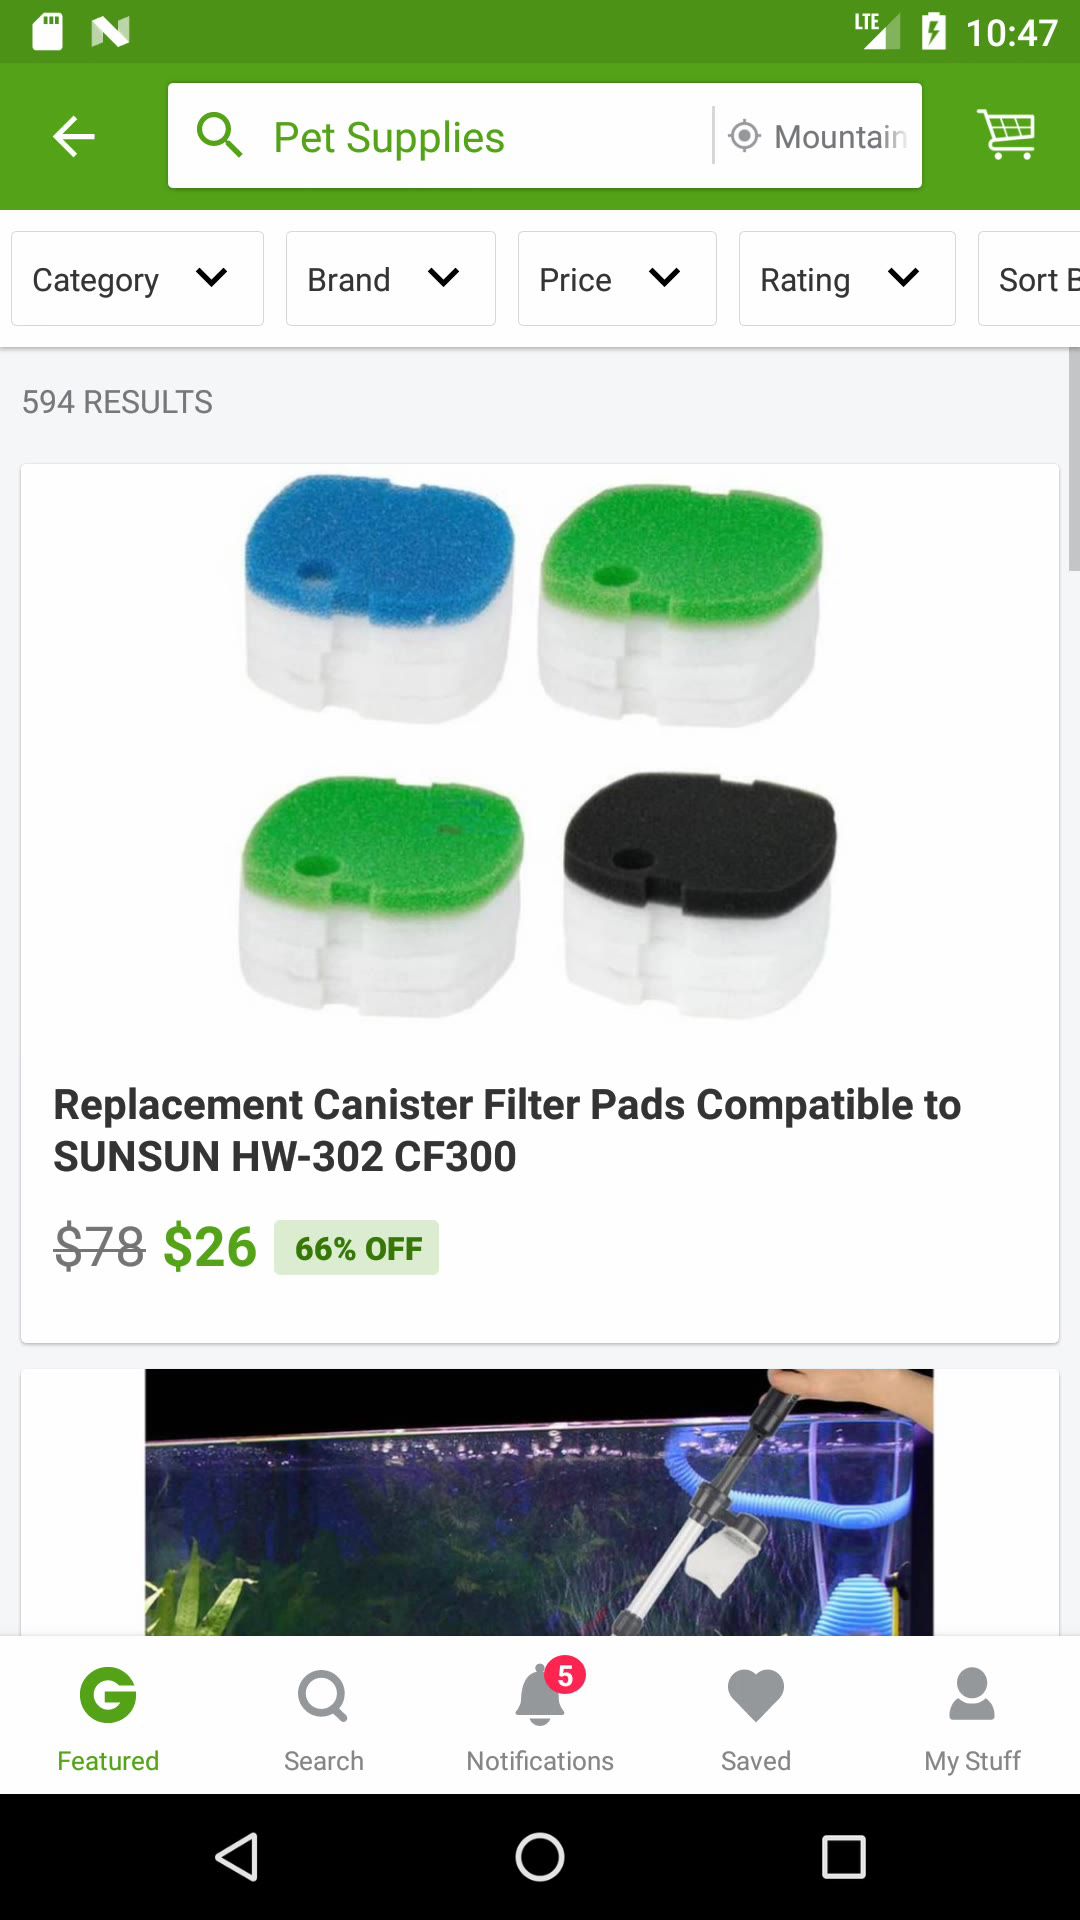 LTE 10:47
Pet Supplies Mountain
Category Brand Price Rating Sort B
594 RESULTS
Replacement Canister Filter Pads Compatible to
SUNSUN HW-302 CF300
$78 $26 66% OFF
5
Featured Search Notifications Saved My Stuff